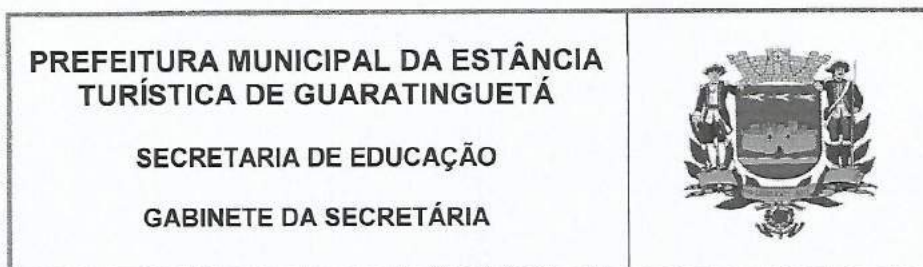 PREFEITURA MUNICIPAL DA ESTÂNCIA
TURÍSTICA DE GUARATINGUETÁ
SECRETARIA DE EDUCAÇÃO
GABINETE DA SECRETÁRIA